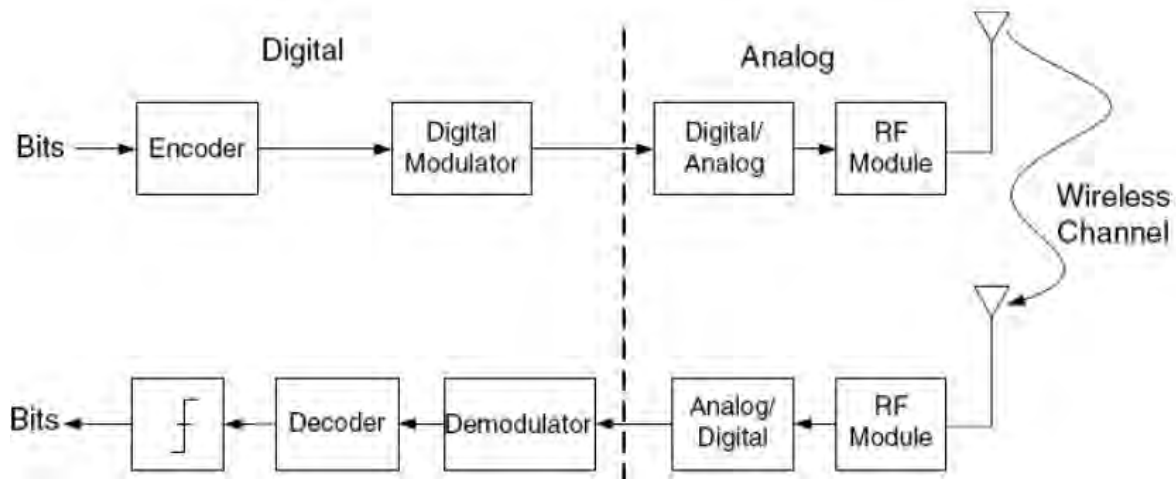 Digital
Analog
Bits
Encoder
Digital
Modulator
Digital/
Analog
RF
Module
Wireless
Channel
Bits
Decoder
Demodulator
Analog/
Digital
RF
Module